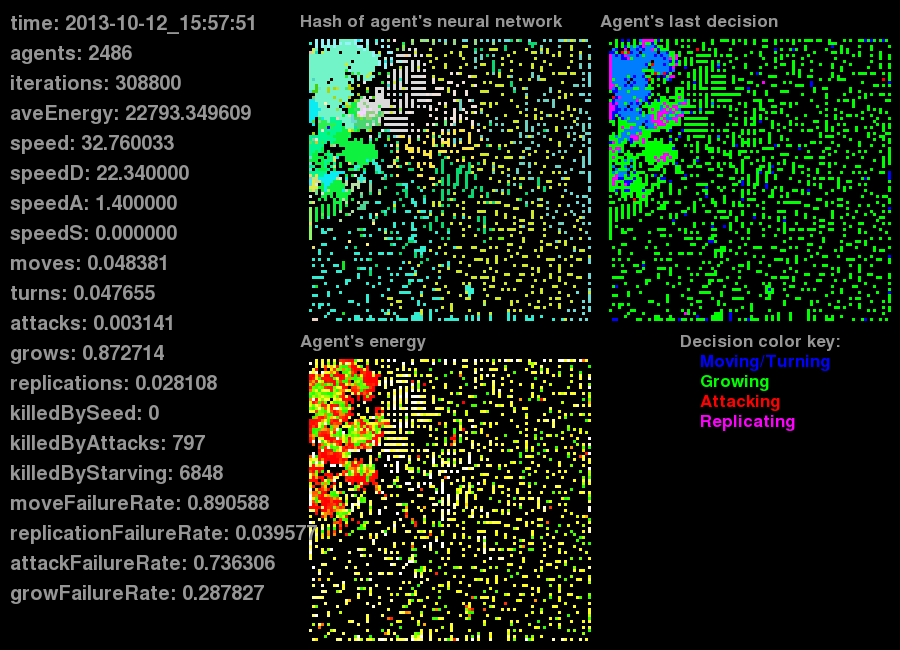 time: 2013-10-12_15:57:51
agents: 2486
iterations: 308800
aveEnergy: 22793.349609
speed: 32.760033
speedD: 22.340000
speedA: 1.400000
speedS: 0.000000
moves: 0.048381
turns: 0.047655
attacks: 0.003141
grows: 0.872714
replications: 0.028108
killedBySeed: 0
killedByAttacks: 797
killedByStarving: 6848
moveFailureRate: 0.890588
replicationFailureRate: 0.039577
attackFailureRate: 0.736306
growFailureRate: 0.287827
Hash of agent's neural network
Agent's last decision
Agent's energy
Decision color key:
Moving/Turning
Growing
Attacking
Replicating